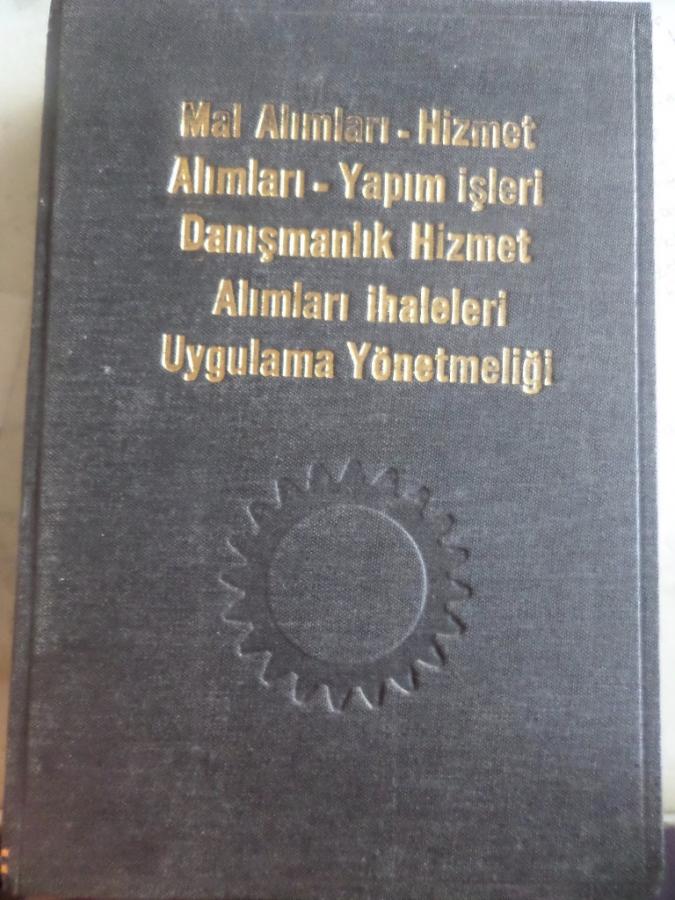 Mal Alımları - Hizmet
Alımları - Yapım işleri
Danışmanlık Hizmet
Alımları ihaleleri
Uygulama Yönetmeliği